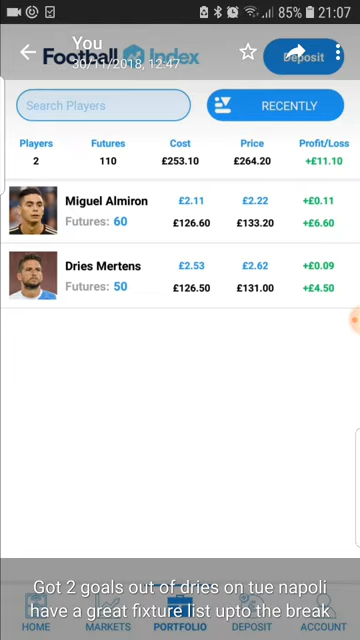 85% 21:07
You
30/11/2018, 12:47
Football Index
Deposit
Search Players
RECENTLY
Players Futures Cost Price Profit/Loss
2 110 £253.10 £264.20 +£11.10
Miguel Almiron £2.11 £2.22 +£0.11
Futures: 60 £126.60 £133.20 +£6.60
Dries Mertens £2.53 £2.62 +£0.09
Futures: 50 £126.50 £131.00 +£4.50
Got 2 goals out of dries on tue napoli
have a great fixture list upto the break
HOME MARKETS PORTFOLIO DEPOSIT ACCOUNT